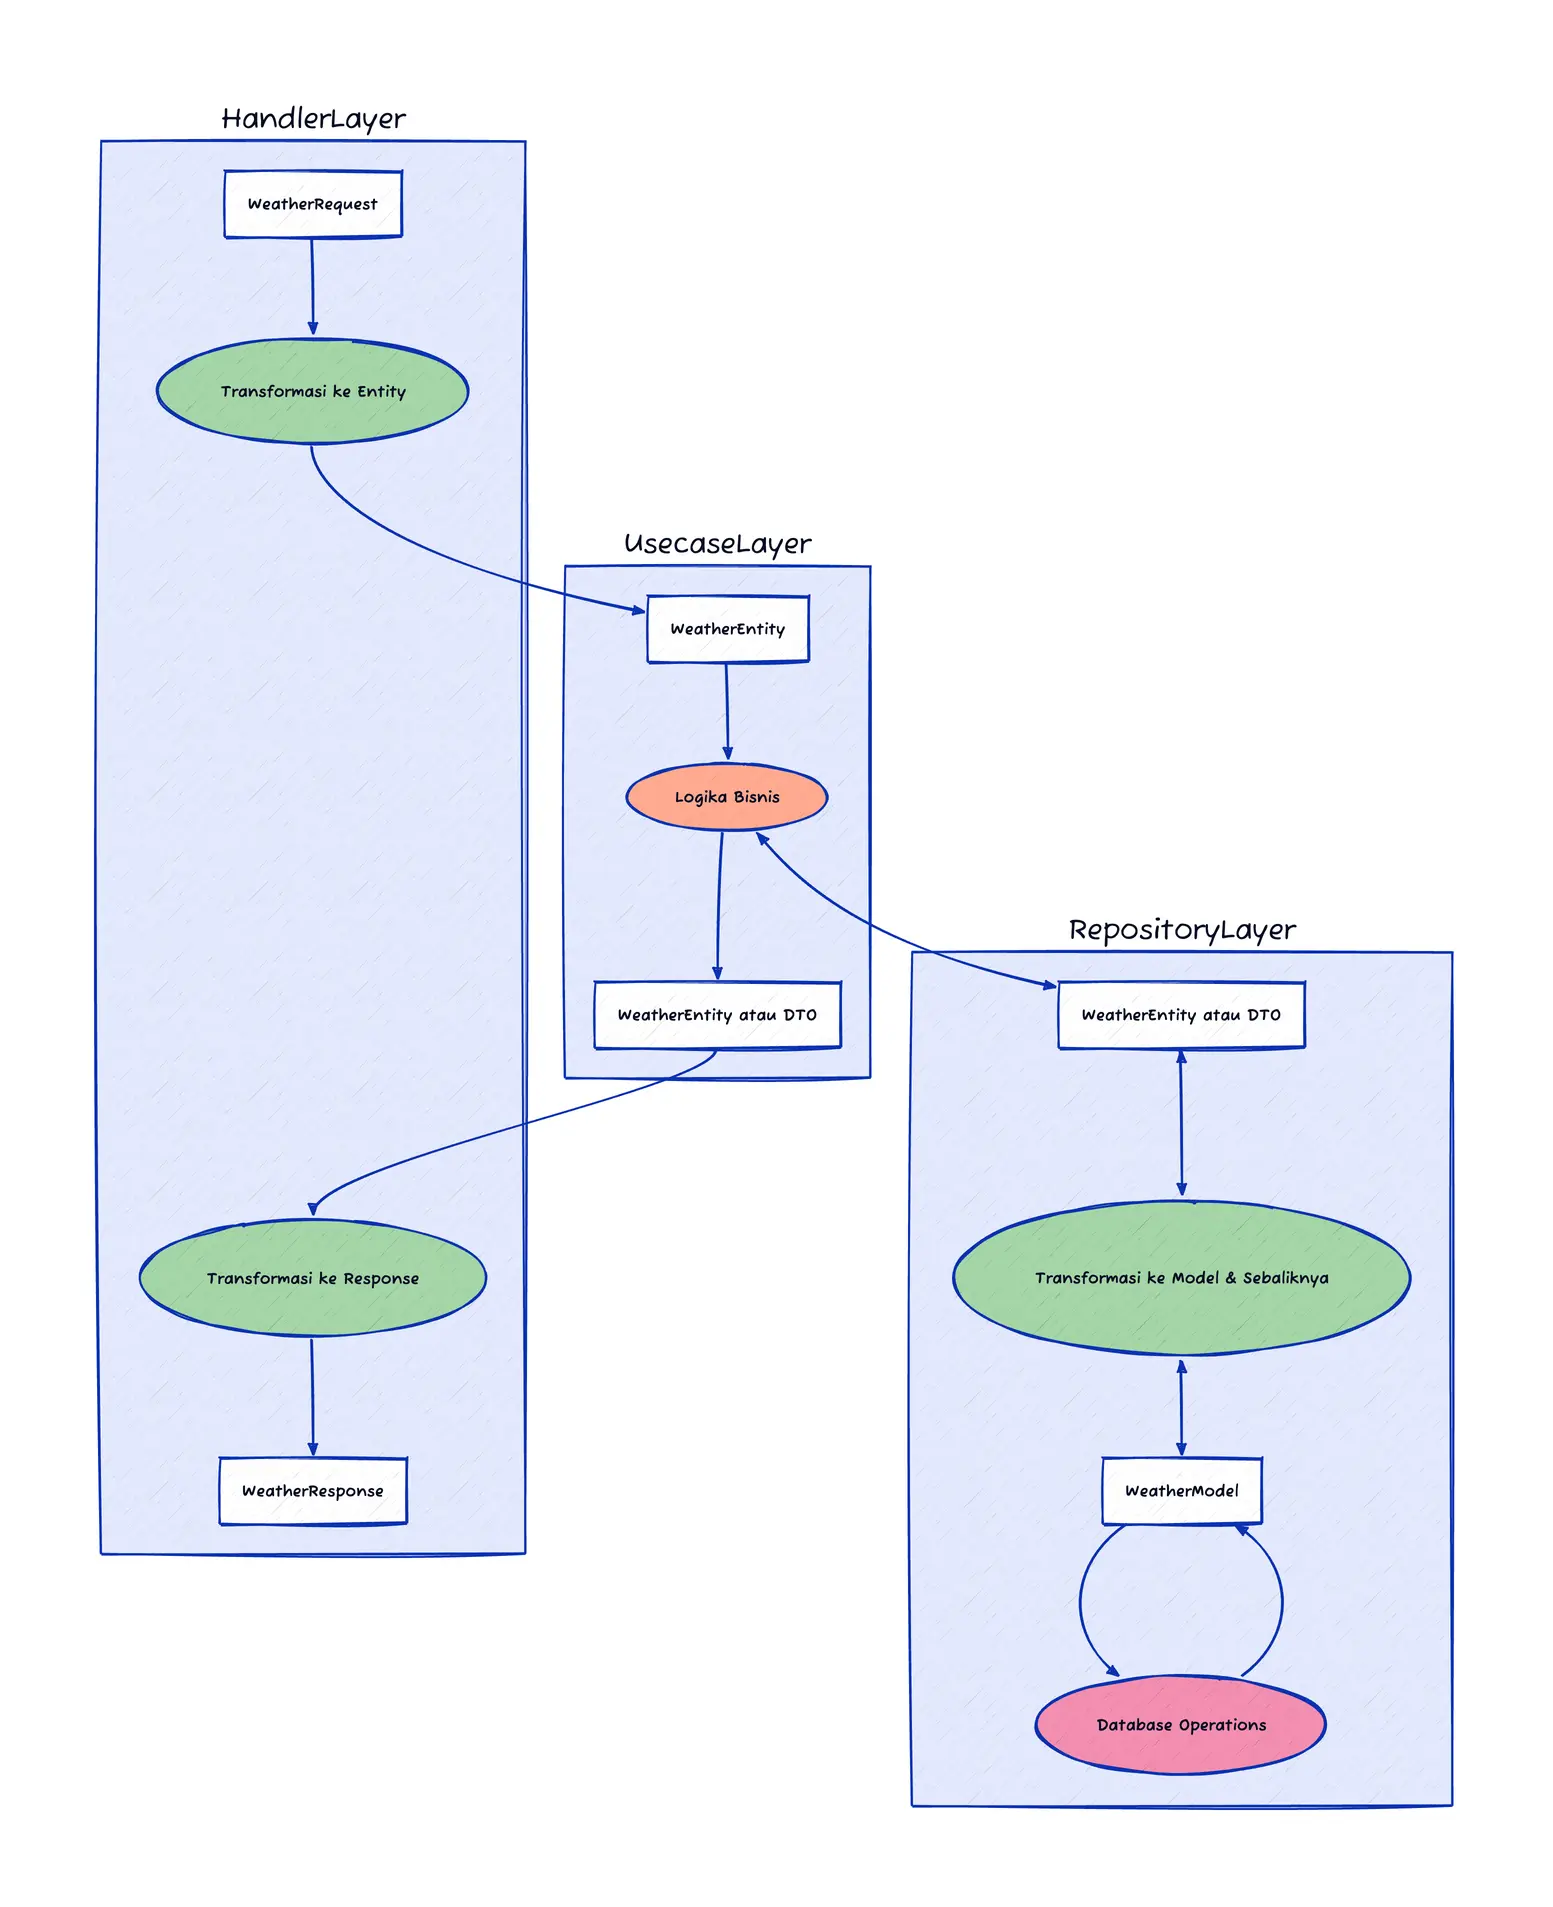 HandlerLayer
WeatherRequest
Transformasi ke Entity
UsecaseLayer
WeatherEntity
Logika Bisnis
RepositoryLayer
WeatherEntity atau DTO
WeatherEntity atau DTO
Transformasi ke Response
Transformasi ke Model & Sebaliknya
WeatherResponse
WeatherModel
Database Operations